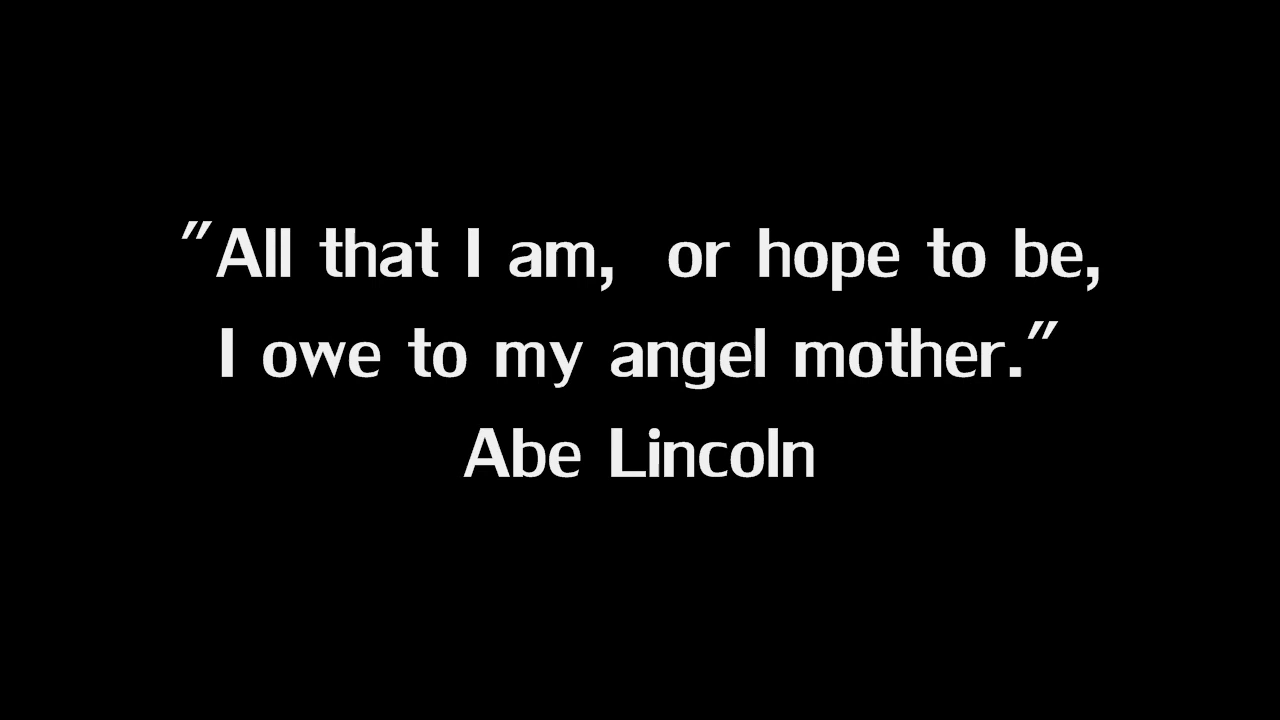 "All that I am,  or hope to be,
I owe to my angel mother."
Abe Lincoln